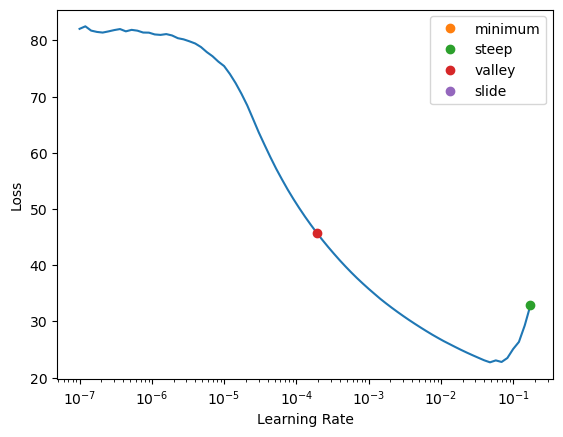 minimum
steep
valley
slide
80
70
60
50
40
30
20
Loss
10⁻⁷ 10⁻⁶ 10⁻⁵ 10⁻⁴ 10⁻³ 10⁻² 10⁻¹
Learning Rate